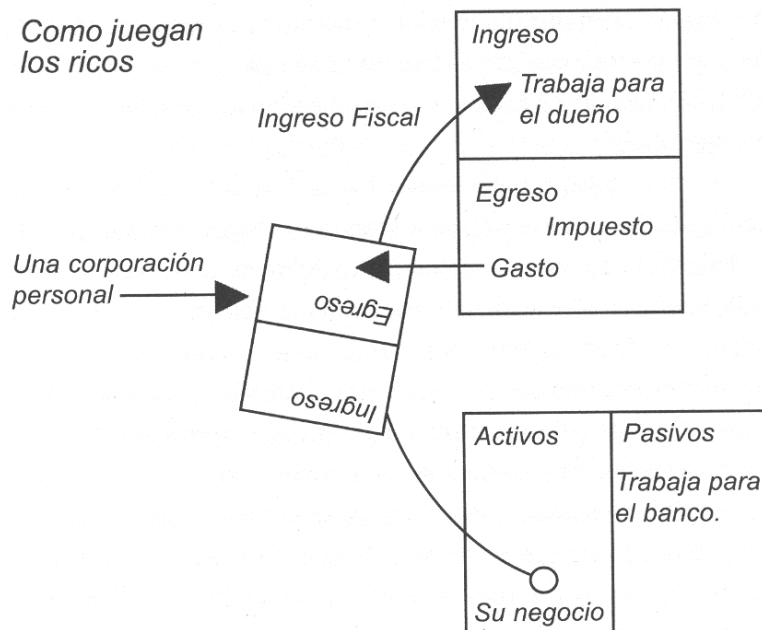 Como juegan
los ricos
Ingreso
Trabaja para
el dueño
Ingreso Fiscal
Egreso
Impuesto
Gasto
Una corporación
personal
Egreso
Ingreso
Activos
Pasivos
Trabaja para
el banco.
Su negocio